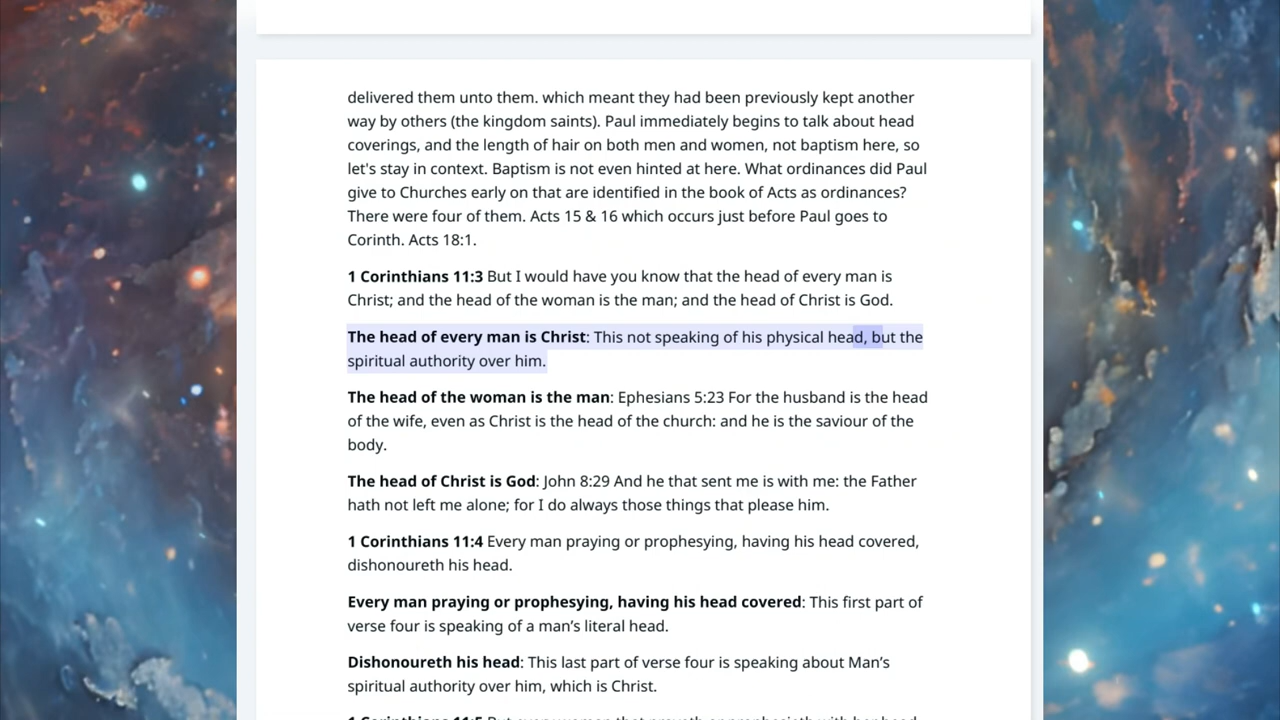 delivered them unto them. which meant they had been previously kept another
way by others (the kingdom saints). Paul immediately begins to talk about head
coverings, and the length of hair on both men and women, not baptism here, so
let's stay in context. Baptism is not even hinted at here. What ordinances did Paul
give to Churches early on that are identified in the book of Acts as ordinances?
There were four of them. Acts 15 & 16 which occurs just before Paul goes to
Corinth. Acts 18:1.
1 Corinthians 11:3 But I would have you know that the head of every man is
Christ; and the head of the woman is the man; and the head of Christ is God.
The head of every man is Christ: This not speaking of his physical head, but the
spiritual authority over him.
The head of the woman is the man: Ephesians 5:23 For the husband is the head
of the wife, even as Christ is the head of the church: and he is the saviour of the
body.
The head of Christ is God: John 8:29 And he that sent me is with me: the Father
hath not left me alone; for I do always those things that please him.
1 Corinthians 11:4 Every man praying or prophesying, having his head covered,
dishonoureth his head.
Every man praying or prophesying, having his head covered: This first part of
verse four is speaking of a man’s literal head.
Dishonoureth his head: This last part of verse four is speaking about Man’s
spiritual authority over him, which is Christ.
1 Corinthians 11:5 But every woman that prayeth or prophesieth with her head